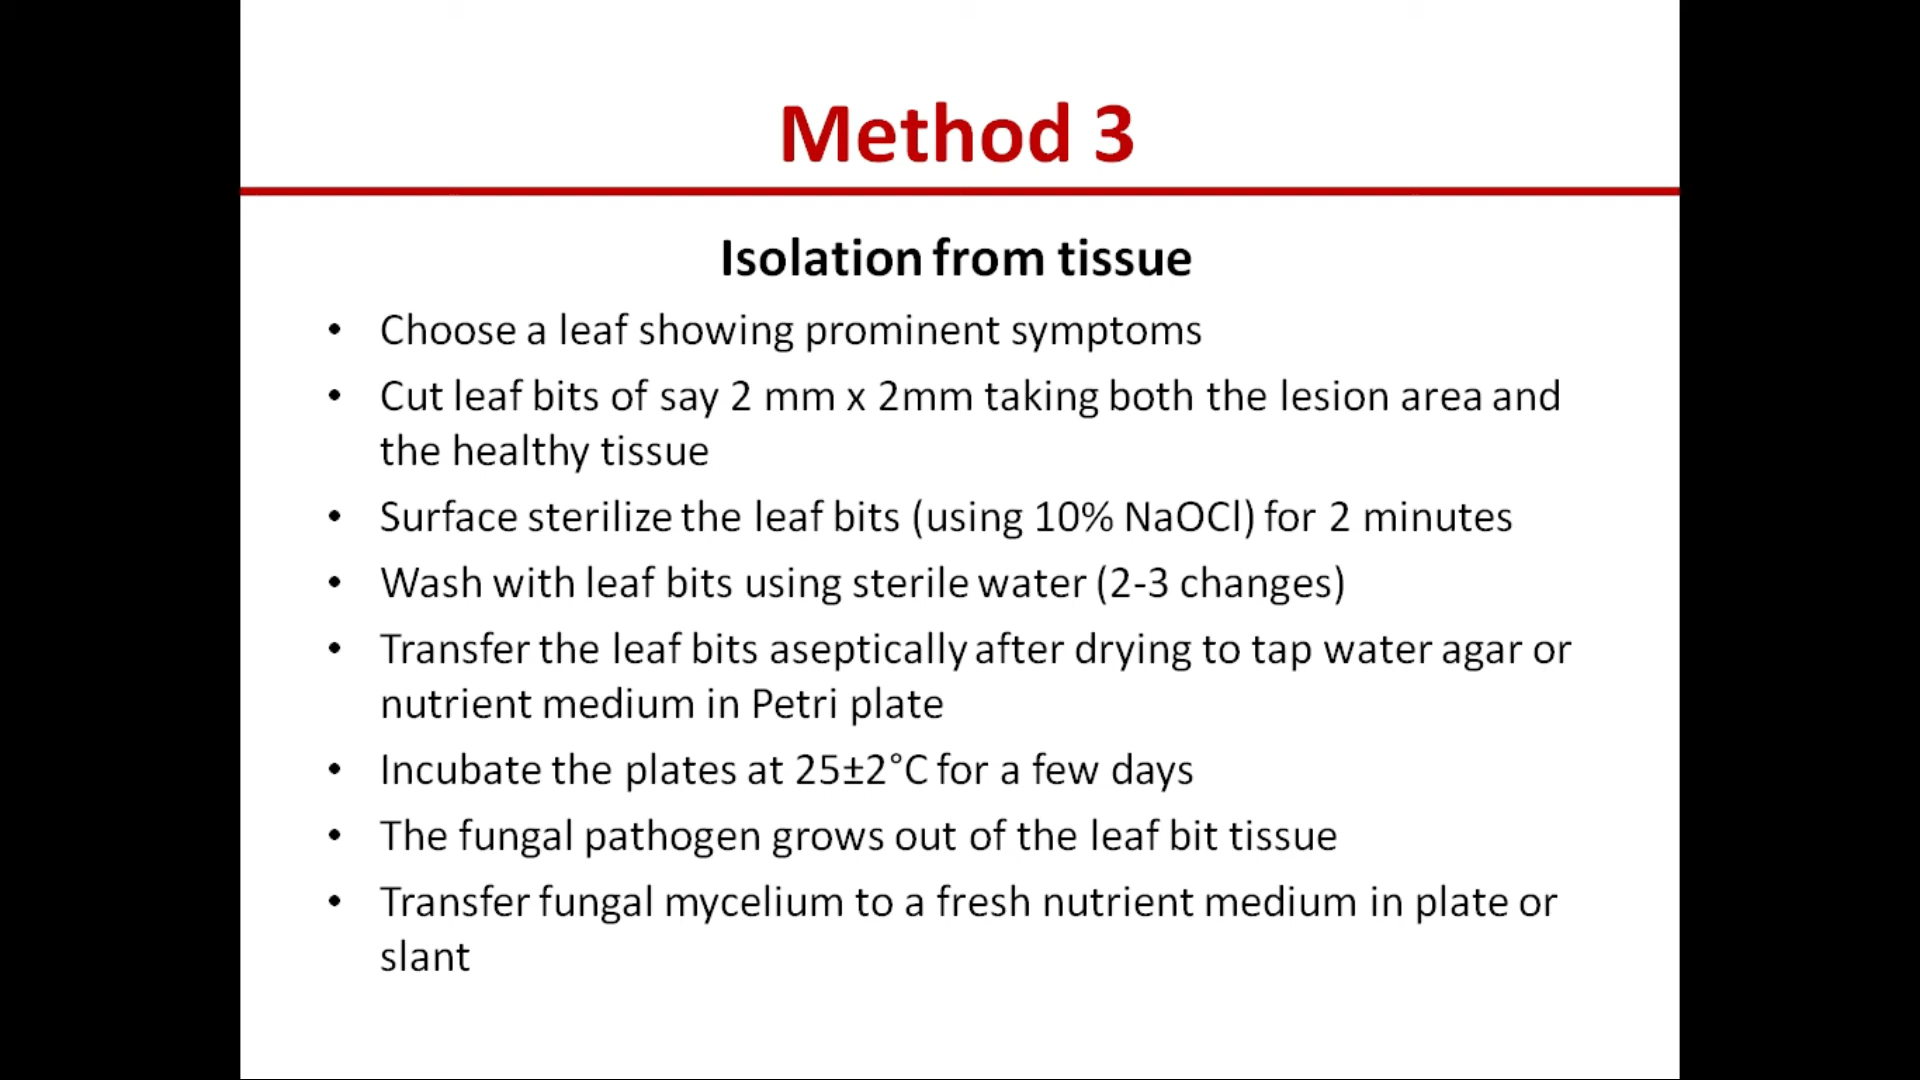 Method 3
Isolation from tissue
• Choose a leaf showing prominent symptoms
• Cut leaf bits of say 2 mm x 2mm taking both the lesion area and
the healthy tissue
• Surface sterilize the leaf bits (using 10% NaOCl) for 2 minutes
• Wash with leaf bits using sterile water (2-3 changes)
• Transfer the leaf bits aseptically after drying to tap water agar or
nutrient medium in Petri plate
• Incubate the plates at 25±2°C for a few days
• The fungal pathogen grows out of the leaf bit tissue
• Transfer fungal mycelium to a fresh nutrient medium in plate or
slant